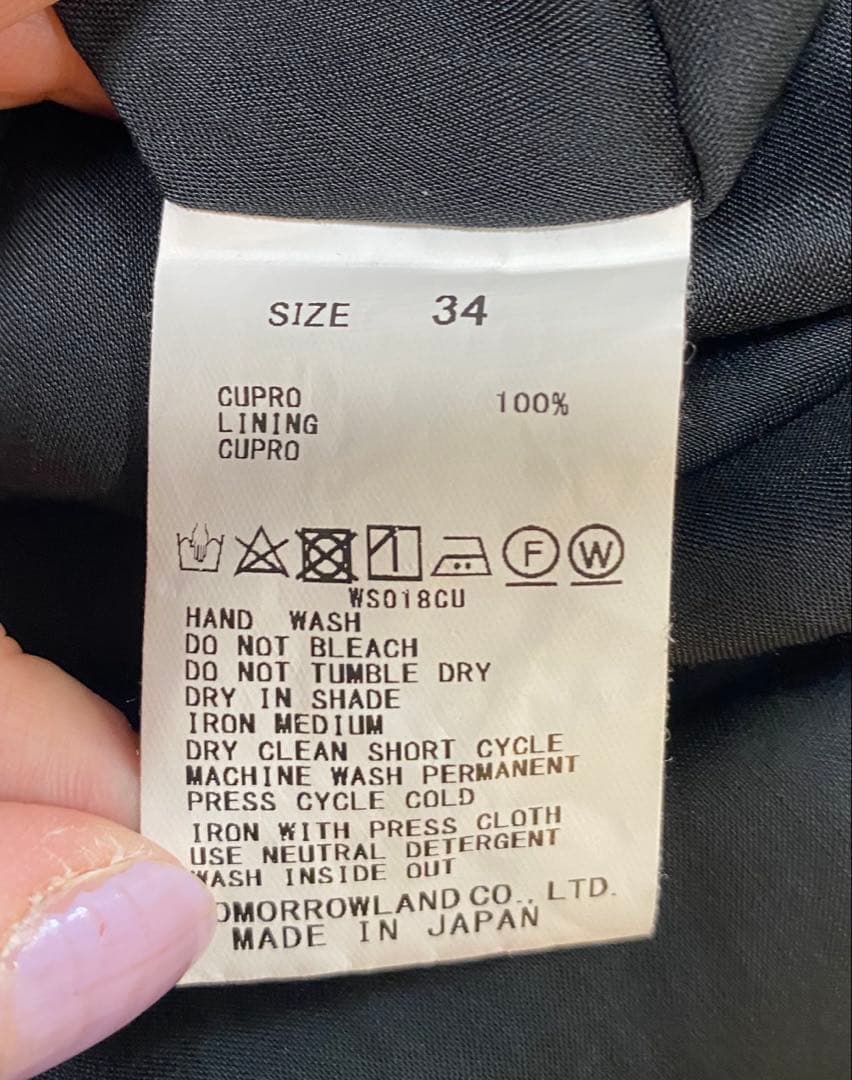 SIZE 34
CUPRO 100%
LINING
CUPRO
F W
WS018CU
HAND WASH
DO NOT BLEACH
DO NOT TUMBLE DRY
DRY IN SHADE
IRON MEDIUM
DRY CLEAN SHORT CYCLE
MACHINE WASH PERMANENT
PRESS CYCLE COLD
IRON WITH PRESS CLOTH
USE NEUTRAL DETERGENT
WASH INSIDE OUT
OMORROWLAND CO., LTD.
MADE IN JAPAN